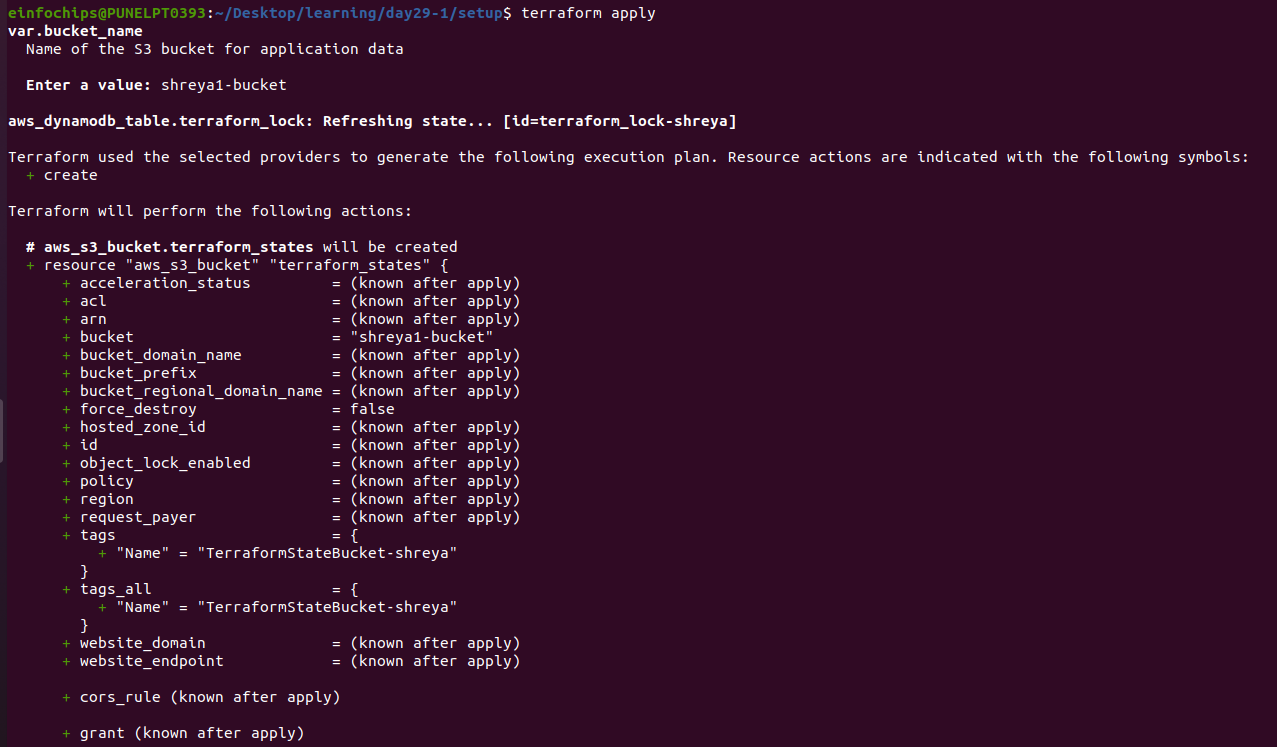 einfochips@PUNELPT0393:~/Desktop/learning/day29-1/setup$ terraform apply
var.bucket_name
  Name of the S3 bucket for application data

  Enter a value: shreya1-bucket

aws_dynamodb_table.terraform_lock: Refreshing state... [id=terraform_lock-shreya]

Terraform used the selected providers to generate the following execution plan. Resource actions are indicated with the following symbols:
  + create

Terraform will perform the following actions:

  # aws_s3_bucket.terraform_states will be created
  + resource "aws_s3_bucket" "terraform_states" {
      + acceleration_status         = (known after apply)
      + acl                         = (known after apply)
      + arn                         = (known after apply)
      + bucket                      = "shreya1-bucket"
      + bucket_domain_name          = (known after apply)
      + bucket_prefix               = (known after apply)
      + bucket_regional_domain_name = (known after apply)
      + force_destroy               = false
      + hosted_zone_id              = (known after apply)
      + id                          = (known after apply)
      + object_lock_enabled         = (known after apply)
      + policy                      = (known after apply)
      + region                      = (known after apply)
      + request_payer               = (known after apply)
      + tags                        = {
          + "Name" = "TerraformStateBucket-shreya"
        }
      + tags_all                    = {
          + "Name" = "TerraformStateBucket-shreya"
        }
      + website_domain              = (known after apply)
      + website_endpoint            = (known after apply)

      + cors_rule (known after apply)

      + grant (known after apply)